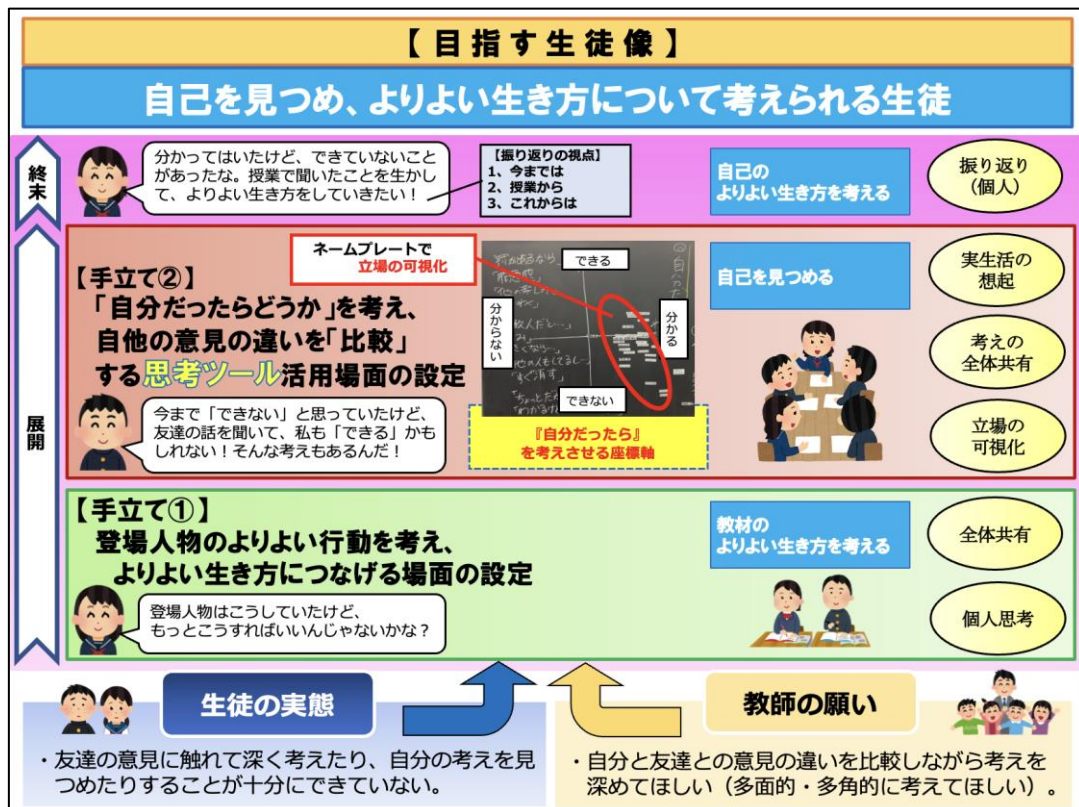 【目指す生徒像】
自己を見つめ、よりよい生き方について考えられる生徒
終末
分かってはいたけど、できていないこと
があったな。授業で聞いたことを生かし
て、よりよい生き方をしていきたい！
【振り返りの視点】
1、今までは
2、授業から
3、これからは
自己の
よりよい生き方を考える
振り返り
（個人）
展開
【手立て②】
「自分だったらどうか」を考え、
自他の意見の違いを「比較」
する思考ツール活用場面の設定
今まで「できない」と思っていたけど、
友達の話を聞いて、私も「できる」かも
しれない！そんな考えもあるんだ！
ネームプレートで
立場の可視化
できる
分からない
分かる
できない
「すぐ消す」
『自分だったら』
を考えさせる座標軸
自己を見つめる
実生活の
想起
考えの
全体共有
立場の
可視化
【手立て①】
登場人物のよりよい行動を考え、
よりよい生き方につなげる場面の設定
登場人物はこうしていたけど、
もっとこうすればいいんじゃないかな？
教材の
よりよい生き方を考える
全体共有
個人思考
生徒の実態
・友達の意見に触れて深く考えたり、自分の考えを見
つめたりすることが十分にできていない。
教師の願い
・自分と友達との意見の違いを比較しながら考えを
深めてほしい（多面的・多角的に考えてほしい）。